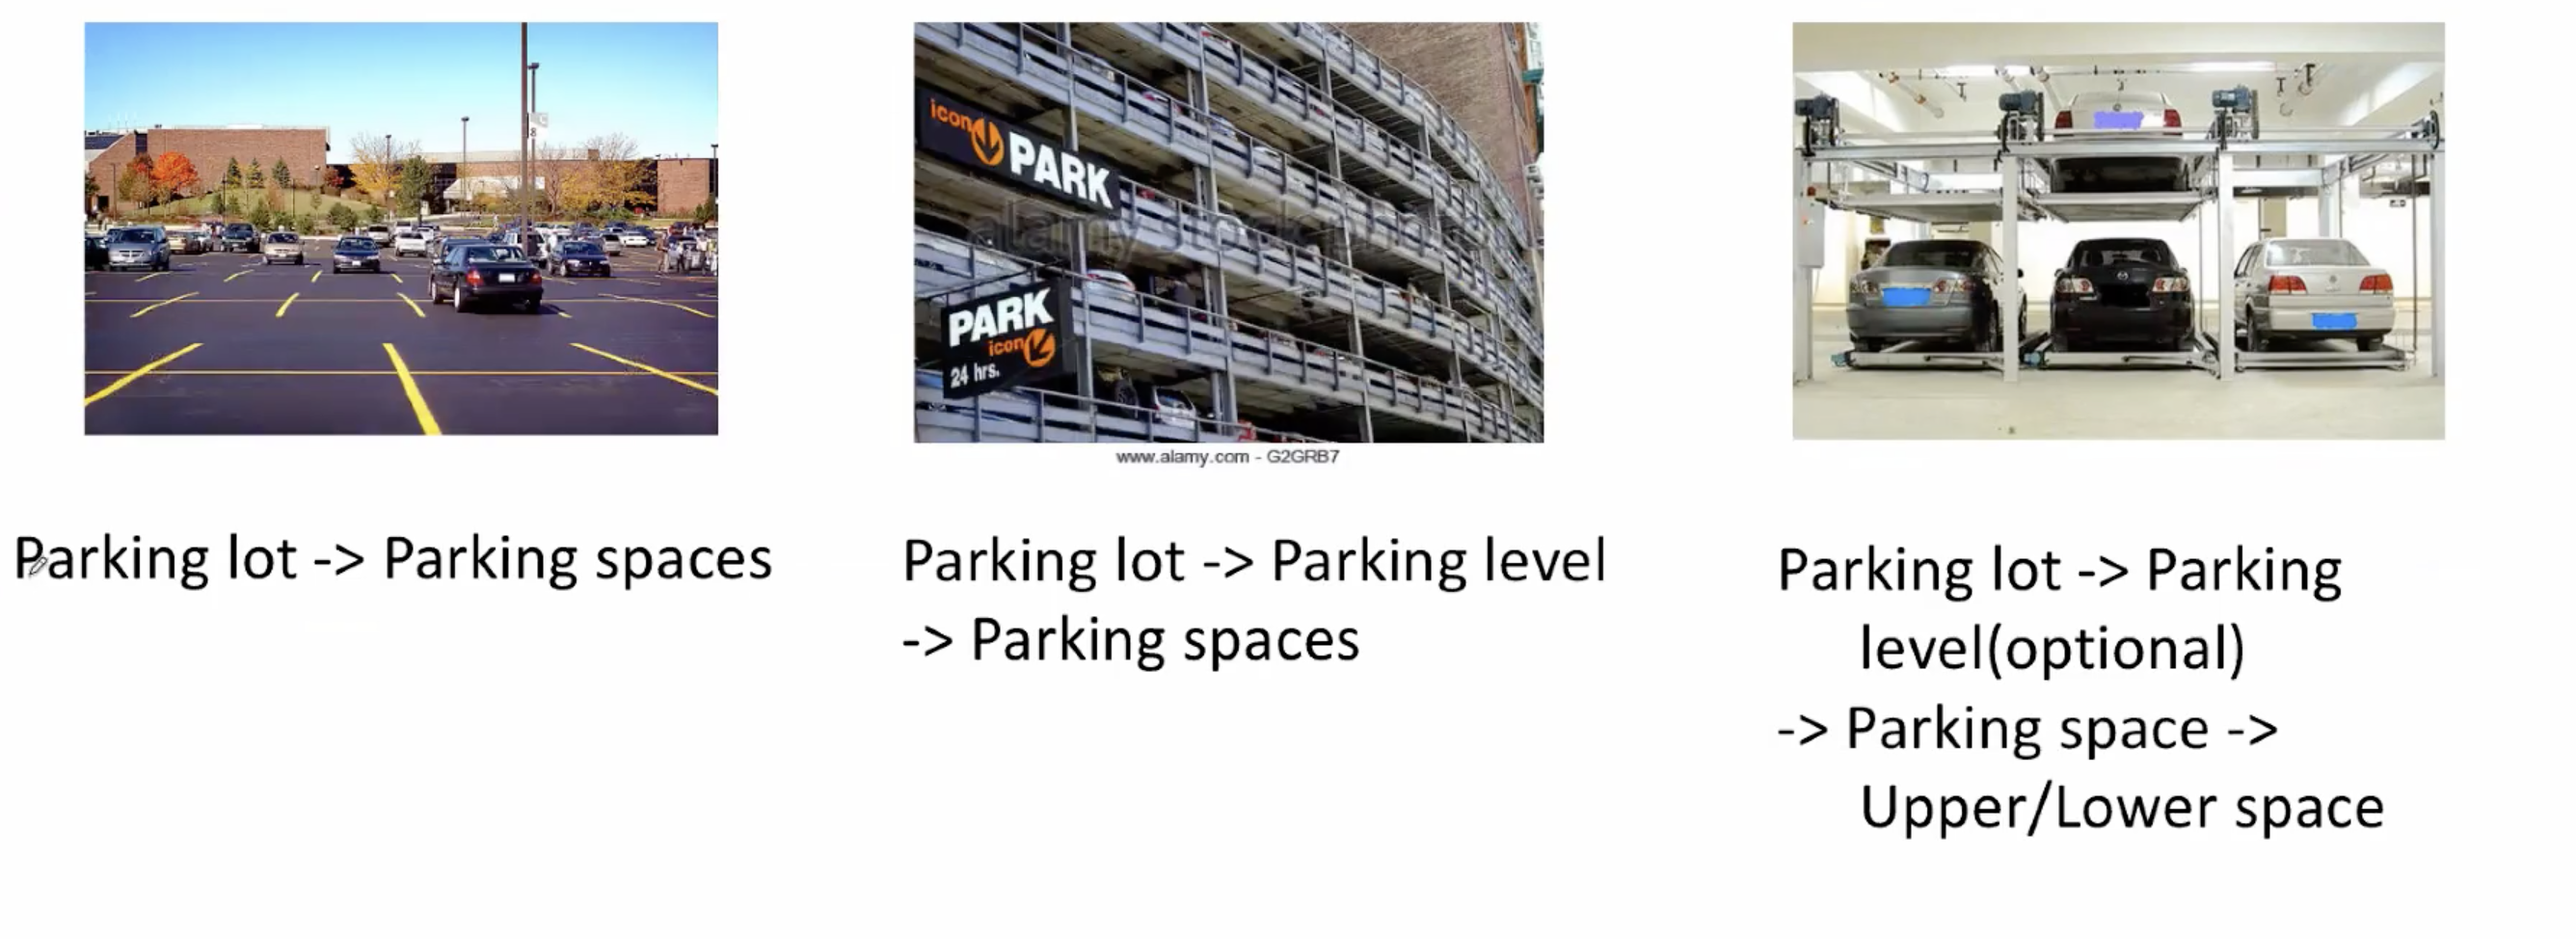 icon PARK
PARK
icon
24 hrs.
alamy stock photo
www.alamy.com - G2GRB7
Parking lot -> Parking spaces
Parking lot -> Parking level
-> Parking spaces
Parking lot -> Parking
level(optional)
-> Parking space ->
Upper/Lower space